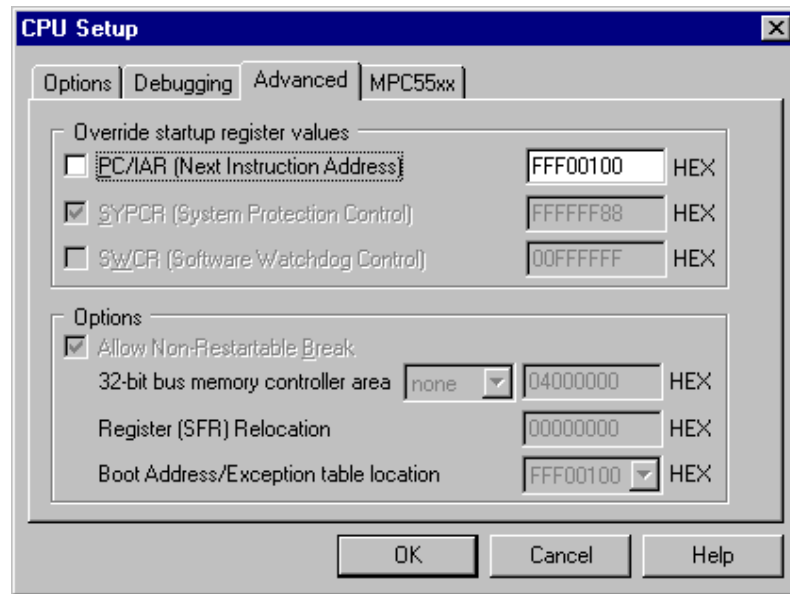 CPU Setup
Options Debugging Advanced MPC55xx
Override startup register values
PC/IAR (Next Instruction Address) FFF00100 HEX
SYPCR (System Protection Control) FFFFFF88 HEX
SWCR (Software Watchdog Control) 00FFFFFF HEX
Options
Allow Non-Restartable Break
32-bit bus memory controller area none 04000000 HEX
Register (SFR) Relocation 00000000 HEX
Boot Address/Exception table location FFF00100 HEX
OK Cancel Help